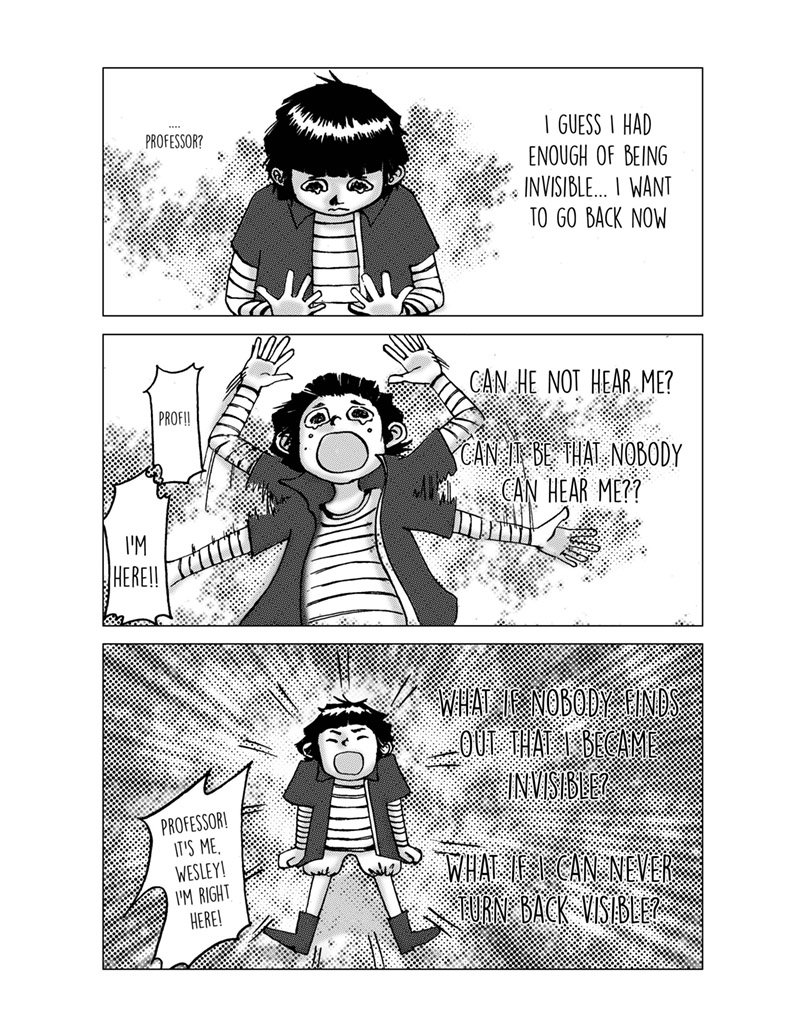 ....
PROFESSOR?
I GUESS I HAD
ENOUGH OF BEING
INVISIBLE... I WANT
TO GO BACK NOW
PROF!!
I'M
HERE!!
CAN HE NOT HEAR ME?
CAN IT BE THAT NOBODY
CAN HEAR ME??
WHAT IF NOBODY FINDS
OUT THAT I BECAME
INVISIBLE?
PROFESSOR!
IT'S ME,
WESLEY!
I'M RIGHT
HERE!
WHAT IF I CAN NEVER
TURN BACK VISIBLE?